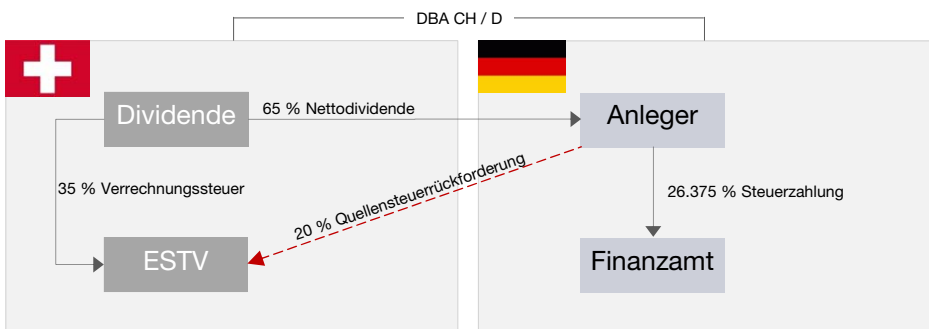 DBA CH / D
Dividende
65 % Nettodividende
Anleger
35 % Verrechnungssteuer
20 % Quellensteuerrückforderung
26.375 % Steuerzahlung
ESTV
Finanzamt